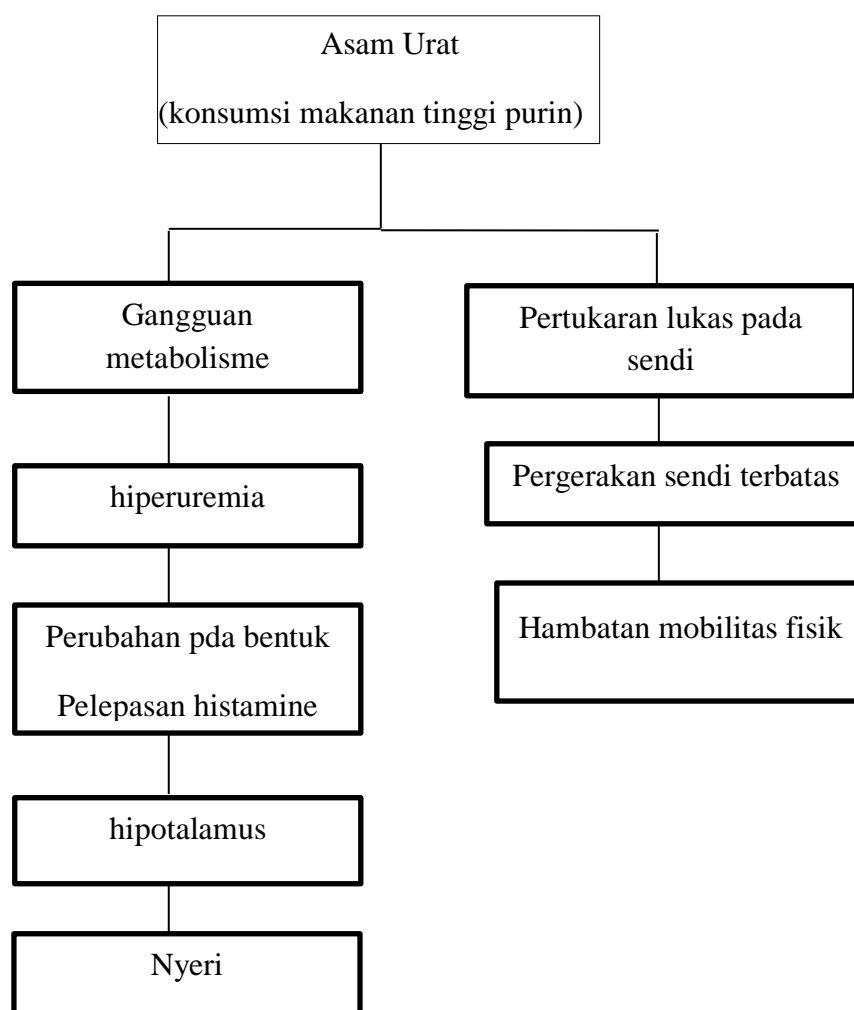 Asam Urat
(konsumsi makanan tinggi purin)
Gangguan
metabolisme
hiperuremia
Perubahan pda bentuk
Pelepasan histamine
hipotalamus
Nyeri
Pertukaran lukas pada
sendi
Pergerakan sendi terbatas
Hambatan mobilitas fisik